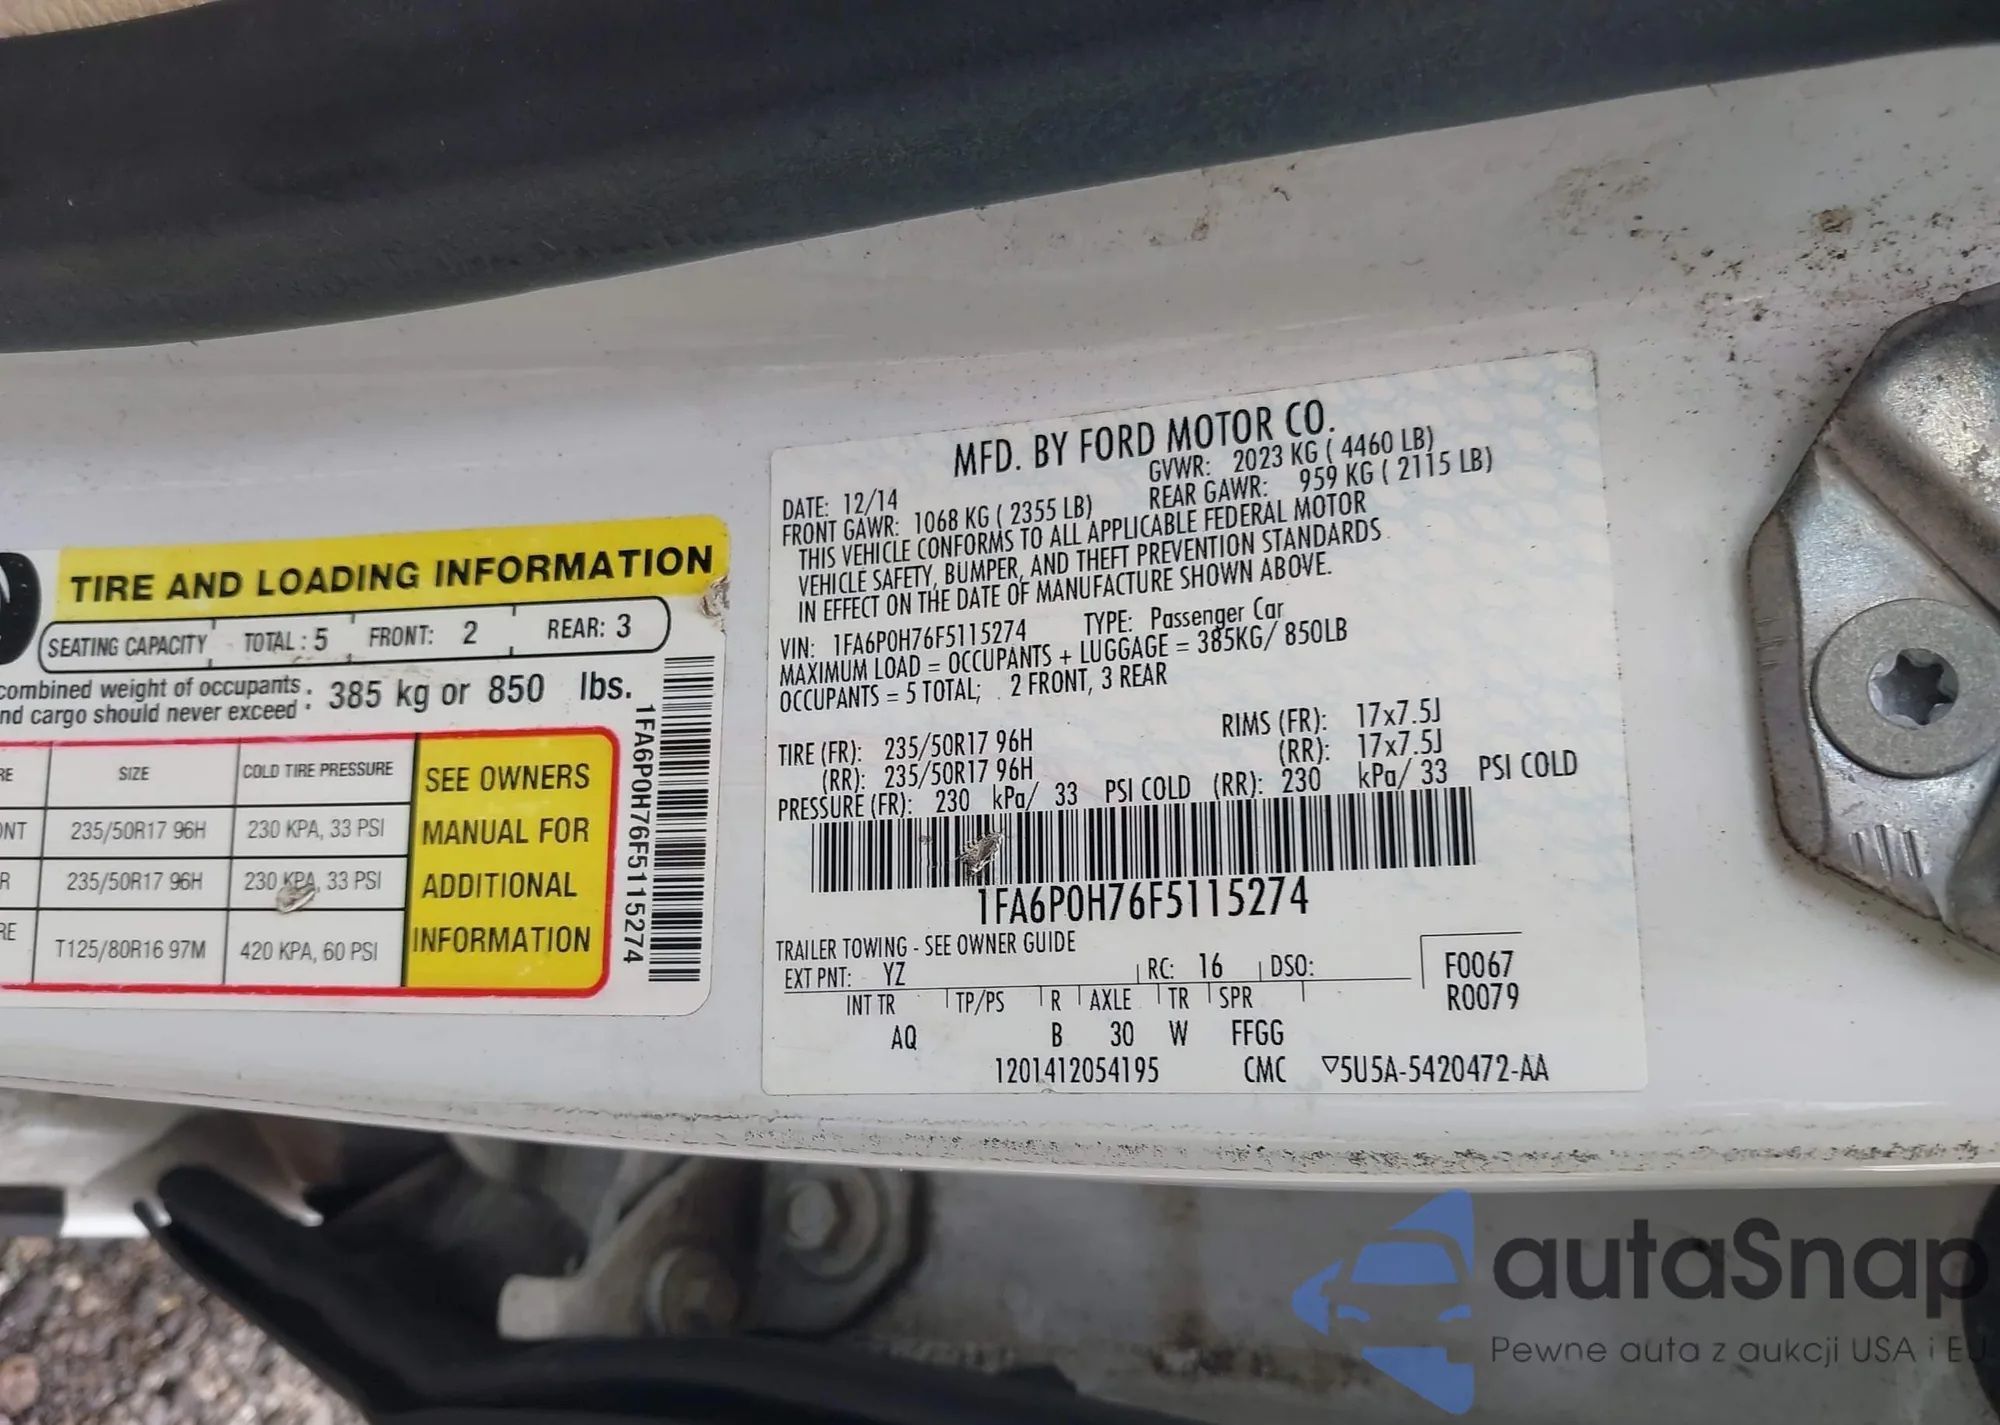 TIRE AND LOADING INFORMATION
SEATING CAPACITY TOTAL : 5 FRONT: 2 REAR: 3
combined weight of occupants
and cargo should never exceed : 385 kg or 850 lbs.
SIZE COLD TIRE PRESSURE
235/50R17 96H 230 KPA, 33 PSI
235/50R17 96H 230 KPA, 33 PSI
T125/80R16 97M 420 KPA, 60 PSI
SEE OWNERS
MANUAL FOR
ADDITIONAL
INFORMATION
1FA6P0H76F5115274
MFD. BY FORD MOTOR CO.
DATE: 12/14 GVWR: 2023 KG ( 4460 LB)
FRONT GAWR: 1068 KG ( 2355 LB) REAR GAWR: 959 KG ( 2115 LB)
THIS VEHICLE CONFORMS TO ALL APPLICABLE FEDERAL MOTOR
VEHICLE SAFETY, BUMPER, AND THEFT PREVENTION STANDARDS
IN EFFECT ON THE DATE OF MANUFACTURE SHOWN ABOVE.
VIN: 1FA6P0H76F5115274 TYPE: Passenger Car
MAXIMUM LOAD = OCCUPANTS + LUGGAGE = 385KG/ 850LB
OCCUPANTS = 5 TOTAL; 2 FRONT, 3 REAR
TIRE (FR): 235/50R17 96H RIMS (FR): 17x7.5J
(RR): 235/50R17 96H (RR): 17x7.5J
PRESSURE (FR): 230 kPa/ 33 PSI COLD (RR): 230 kPa/ 33 PSI COLD
1FA6P0H76F5115274
TRAILER TOWING - SEE OWNER GUIDE
EXT PNT: YZ RC: 16 DSO: F0067
INT TR TP/PS R AXLE TR SPR R0079
AQ B 30 W FFGG
1201412054195 CMC ▽5U5A-5420472-AA
autaSnap
Pewne auta z aukcji USA i EU